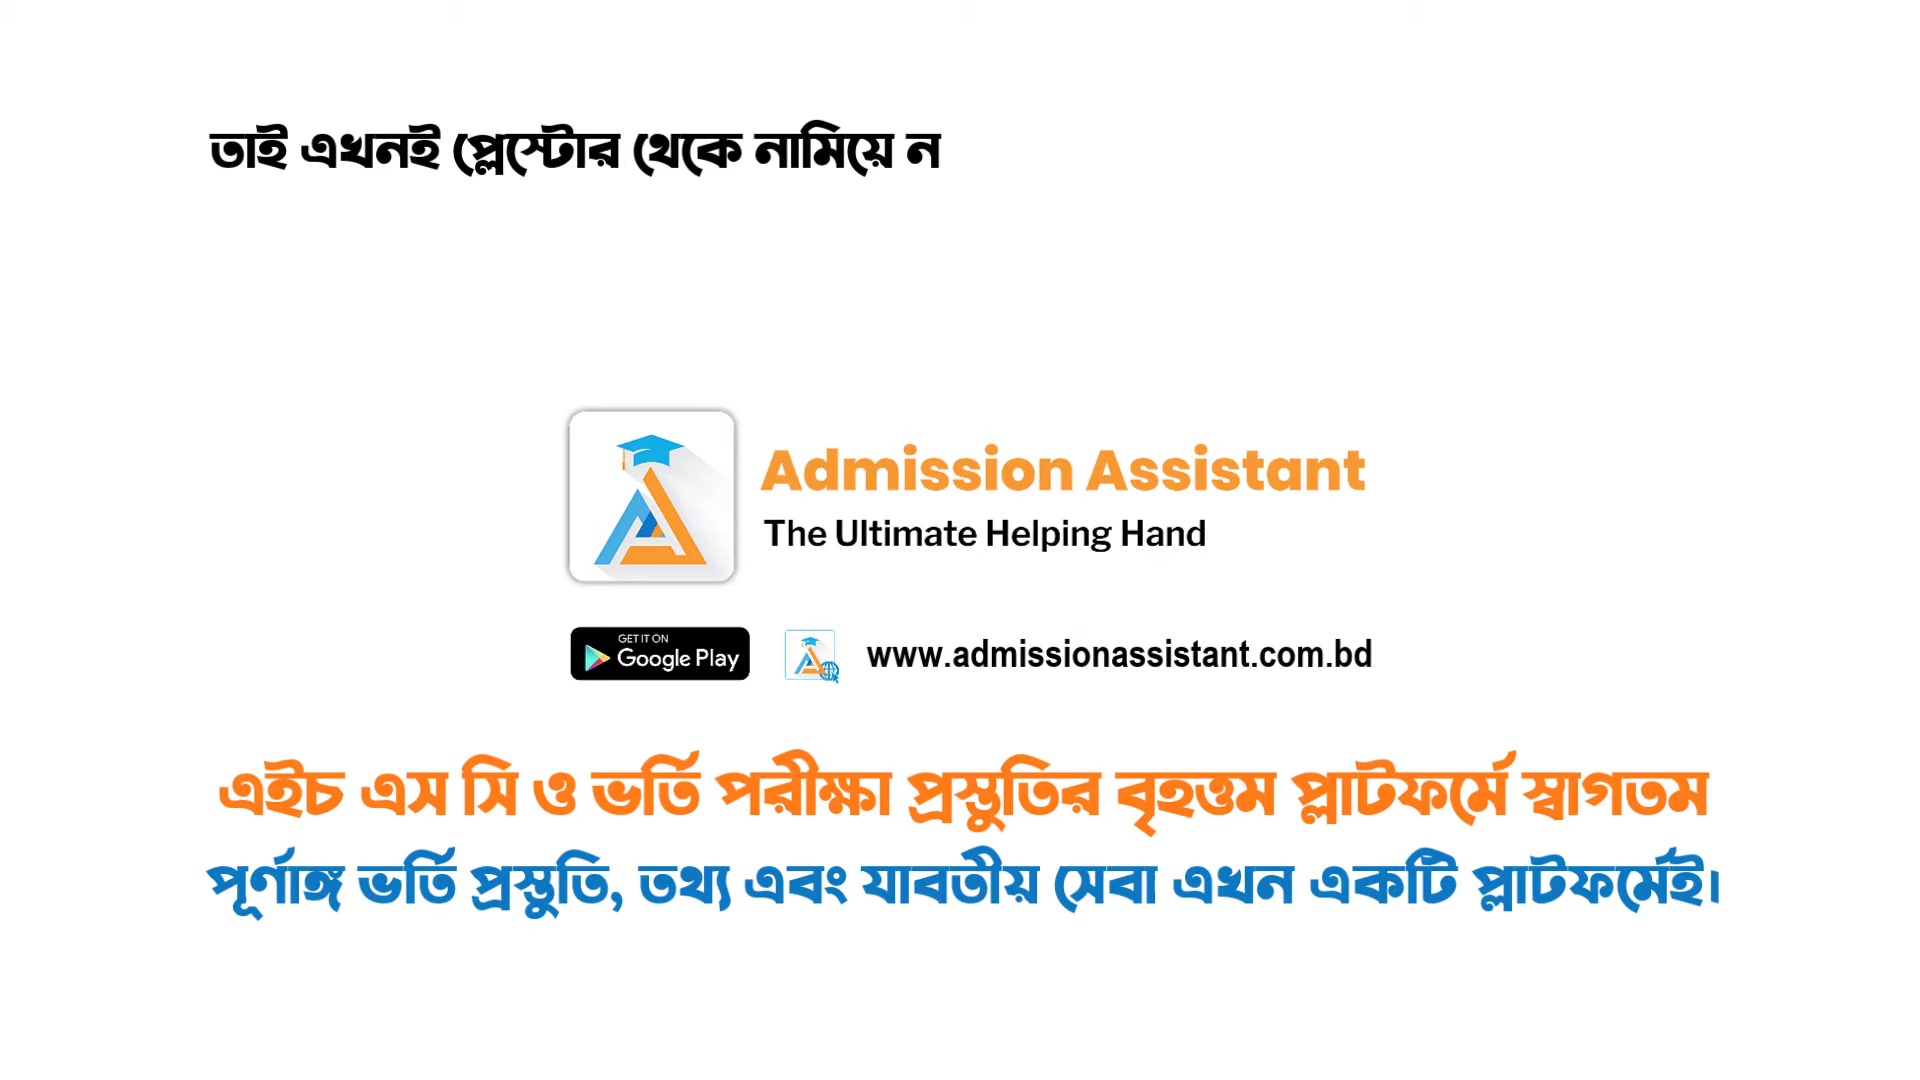 তাই এখনই প্লেস্টোর থেকে নামিয়ে ন
Admission Assistant
The Ultimate Helping Hand
GET IT ON
Google Play
www.admissionassistant.com.bd
এইচ এস সি ও ভর্তি পরীক্ষা প্রস্তুতির বৃহত্তম প্লাটফর্মে স্বাগতম
পূর্ণাঙ্গ ভর্তি প্রস্তুতি, তথ্য এবং যাবতীয় সেবা এখন একটি প্লাটফর্মেই।